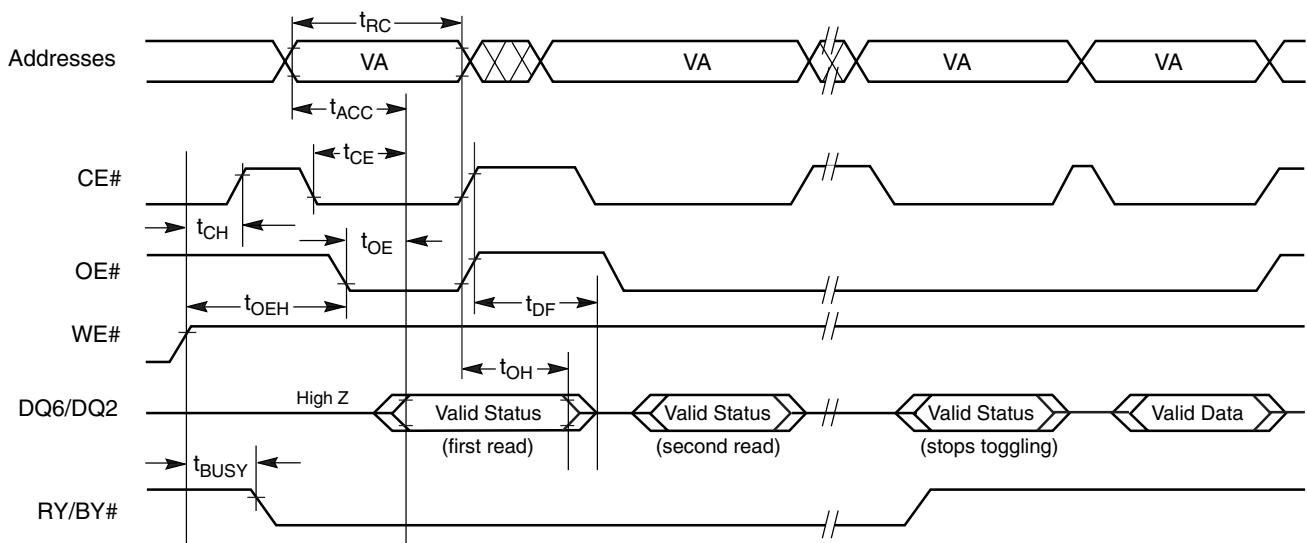 tRC
Addresses VA VA VA VA
tACC
tCE
CE#
tCH
tOE
OE#
tOEH
tDF
WE#
tOH
DQ6/DQ2 High Z Valid Status Valid Status Valid Status Valid Data
(first read) (second read) (stops toggling)
tBUSY
RY/BY#